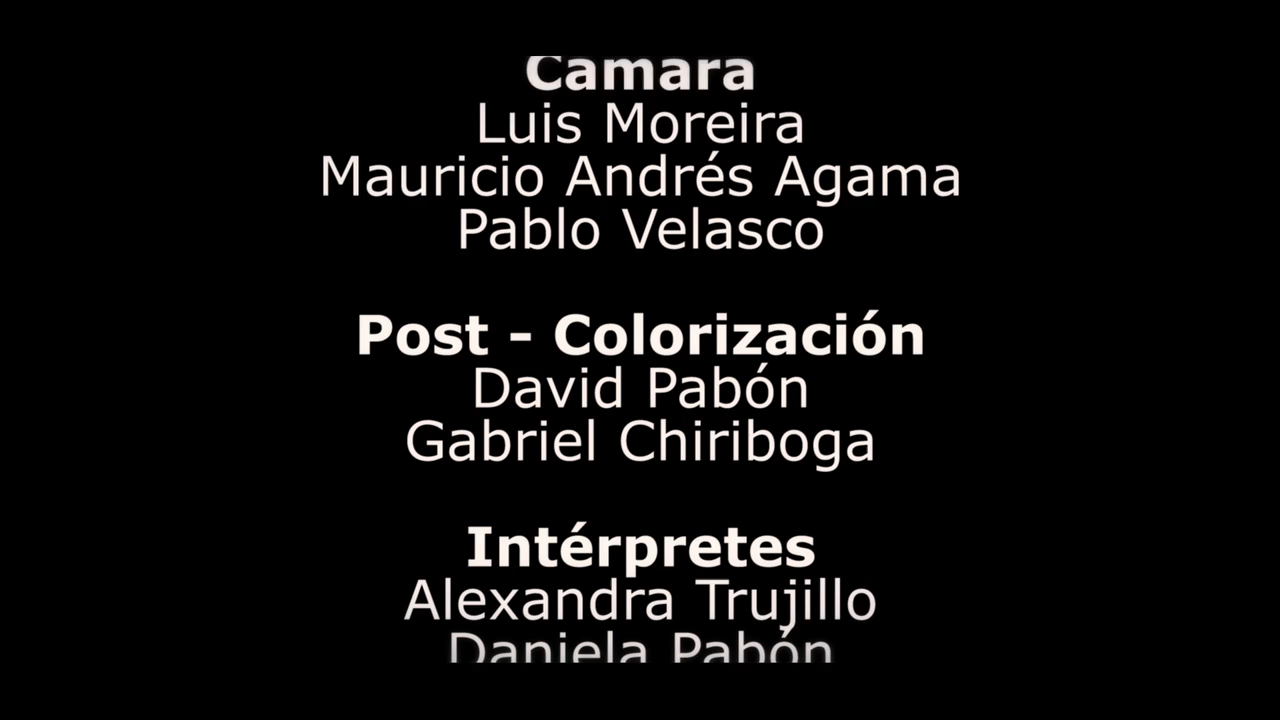 Camara
Luis Moreira
Mauricio Andrés Agama
Pablo Velasco
Post - Colorización
David Pabón
Gabriel Chiriboga
Intérpretes
Alexandra Trujillo
Daniela Pabón